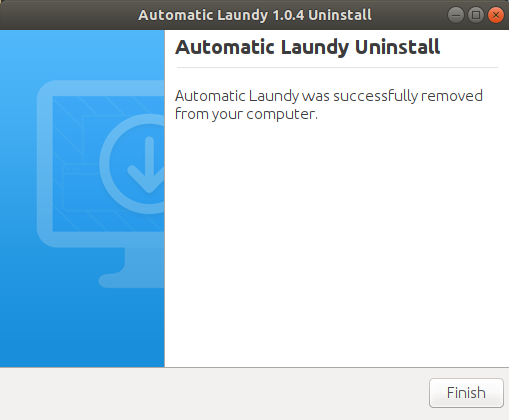 Automatic Laundy 1.0.4 Uninstall
Automatic Laundy Uninstall
Automatic Laundy was successfully removed
from your computer.
Finish